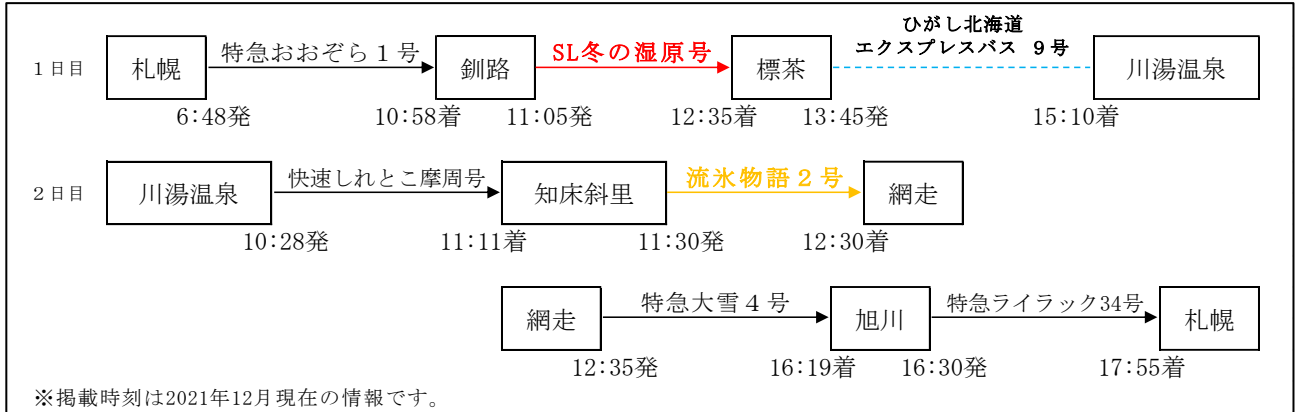 ひがし北海道
エクスプレスバス 9号
1日目 札幌 特急おおぞら1号 釧路 SL冬の湿原号 標茶 川湯温泉
6:48発 10:58着 11:05発 12:35着 13:45発 15:10着
2日目 川湯温泉 快速しれとこ摩周号 知床斜里 流氷物語2号 網走
10:28発 11:11着 11:30発 12:30着
網走 特急大雪4号 旭川 特急ライラック34号 札幌
12:35発 16:19着 16:30発 17:55着
※掲載時刻は2021年12月現在の情報です。